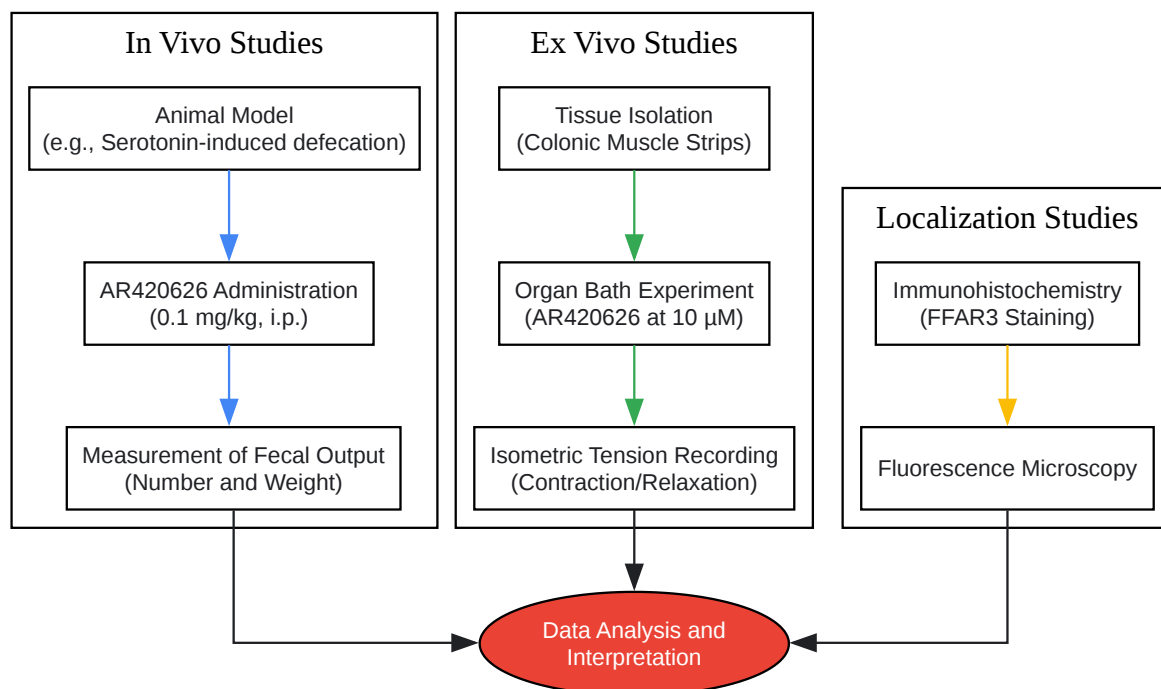 In Vivo Studies
Animal Model
(e.g., Serotonin-induced defecation)
AR420626 Administration
(0.1 mg/kg, i.p.)
Measurement of Fecal Output
(Number and Weight)
Ex Vivo Studies
Tissue Isolation
(Colonic Muscle Strips)
Organ Bath Experiment
(AR420626 at 10 µM)
Isometric Tension Recording
(Contraction/Relaxation)
Localization Studies
Immunohistochemistry
(FFAR3 Staining)
Fluorescence Microscopy
Data Analysis and
Interpretation